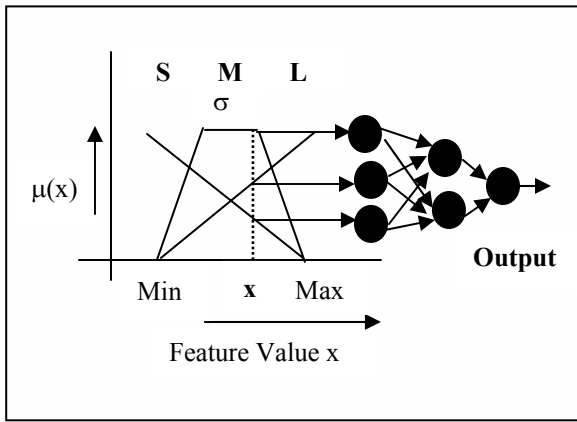 S M L
σ
μ(x)
Output
Min x Max
Feature Value x